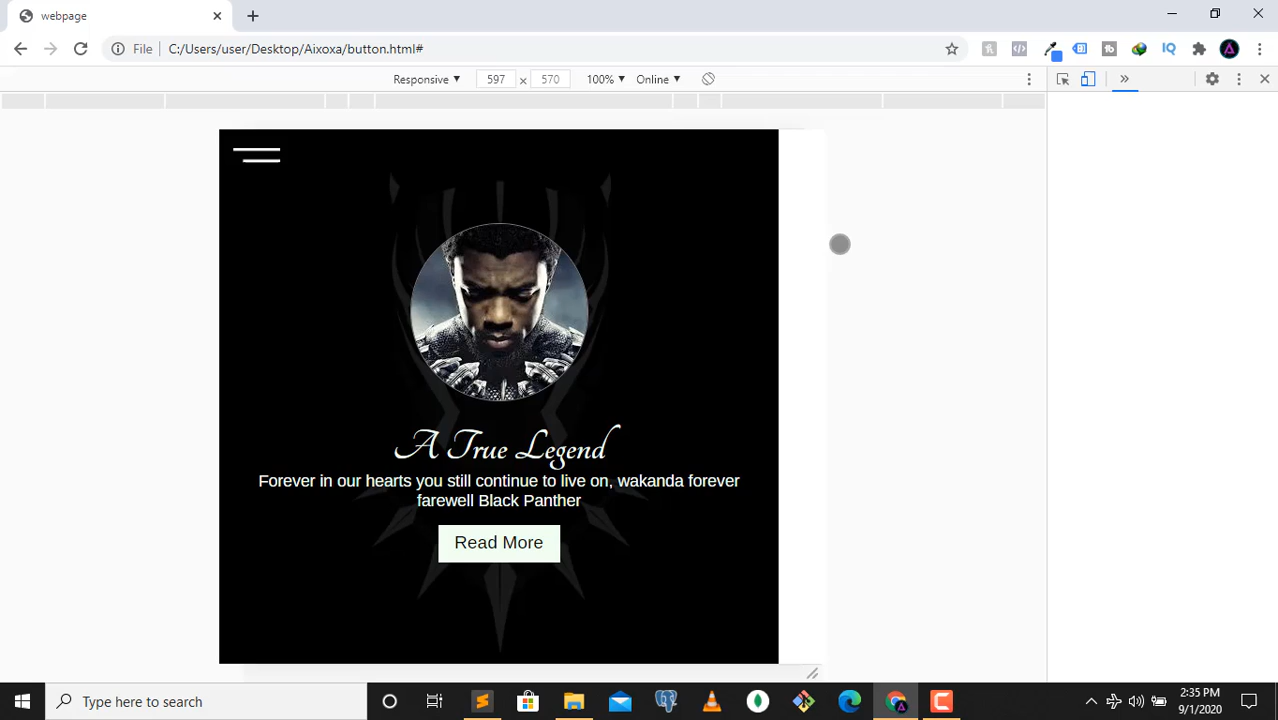 webpage
File
C:/Users/user/Desktop/Aixoxa/button.html#
IQ
Responsive
597 x 570
100%
Online
A True Legend
Forever in our hearts you still continue to live on, wakanda forever
farewell Black Panther
Read More
Type here to search
2:35 PM
9/1/2020